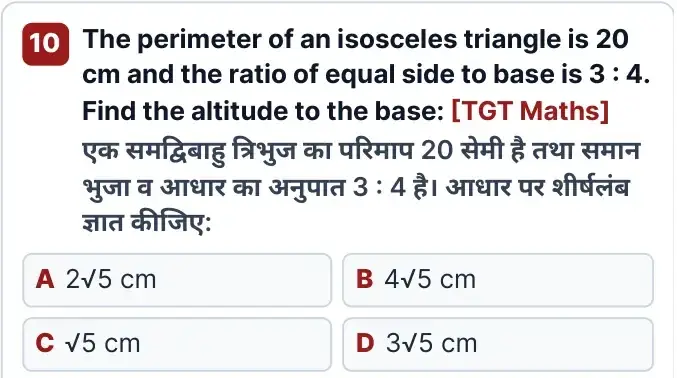 10 The perimeter of an isosceles triangle is 20
cm and the ratio of equal side to base is 3 : 4.
Find the altitude to the base: [TGT Maths]
एक समद्विबाहु त्रिभुज का परिमाप 20 सेमी है तथा समान
भुजा व आधार का अनुपात 3 : 4 है। आधार पर शीर्षलंब
ज्ञात कीजिए:
A 2√5 cm
B 4√5 cm
C √5 cm
D 3√5 cm